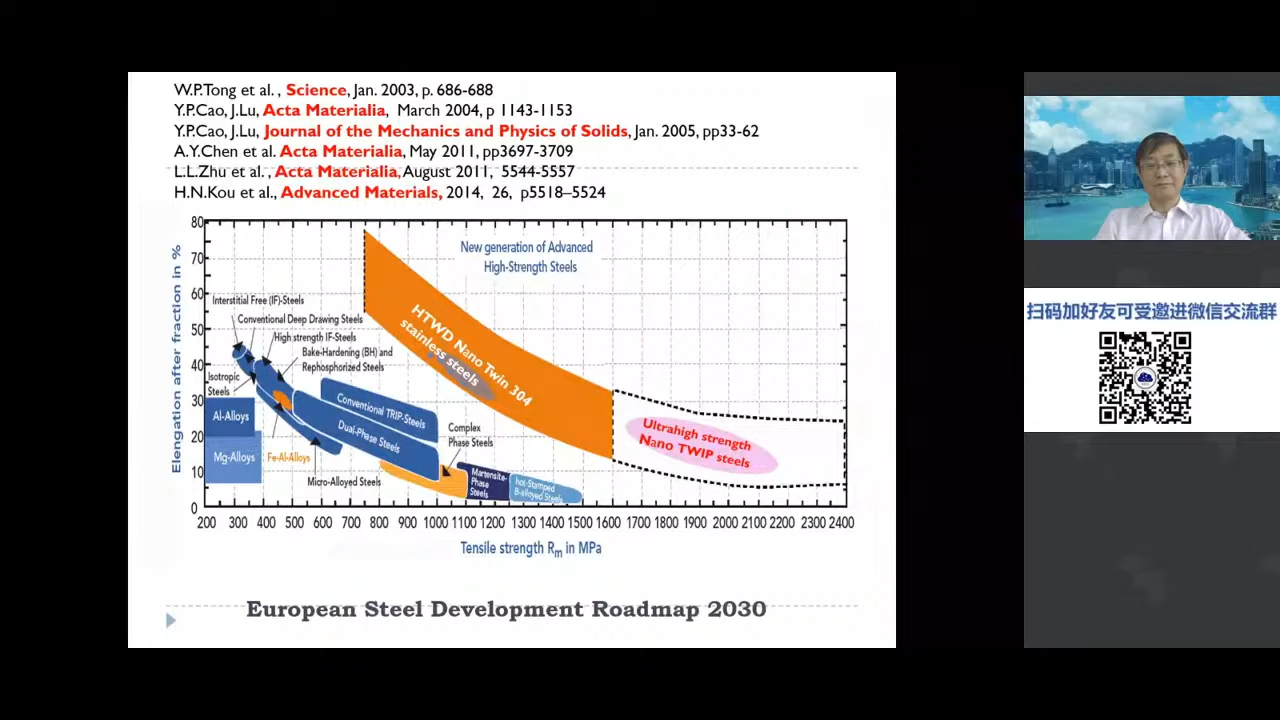 W.P.Tong et al. , Science, Jan. 2003, p. 686-688
Y.P.Cao, J.Lu, Acta Materialia, March 2004, p 1143-1153
Y.P.Cao, J.Lu, Journal of the Mechanics and Physics of Solids, Jan. 2005, pp33-62
A.Y.Chen et al. Acta Materialia, May 2011, pp3697-3709
L.L.Zhu et al. , Acta Materialia, August 2011, 5544-5557
H.N.Kou et al., Advanced Materials, 2014, 26, p5518–5524
Elengation after fraction in %
80
70
60
50
40
30
20
10
0
New generation of Advanced
High-Strength Steels
HTWD Nano Twin 304
stainless steels
Interstitial Free (IF)-Steels
Conventional Deep Drawing Steels
High strength IF-Steels
Bake-Hardening (BH) and
Rephosphorized Steels
Isotropic
Steels
Al-Alloys
Mg-Alloys
Fe-Al-Alloys
Micro-Alloyed Steels
Conventional TRIP-Steels
Dual-Phase Steels
Complex
Phase Steels
Martensite-
Phase
Steels
hot-Stamped
B-alloyed Steels
Ultrahigh strength
Nano TWIP steels
200 300 400 500 600 700 800 900 1000 1100 1200 1300 1400 1500 1600 1700 1800 1900 2000 2100 2200 2300 2400
Tensile strength Rm in MPa
European Steel Development Roadmap 2030
扫码加好友可受邀进微信交流群